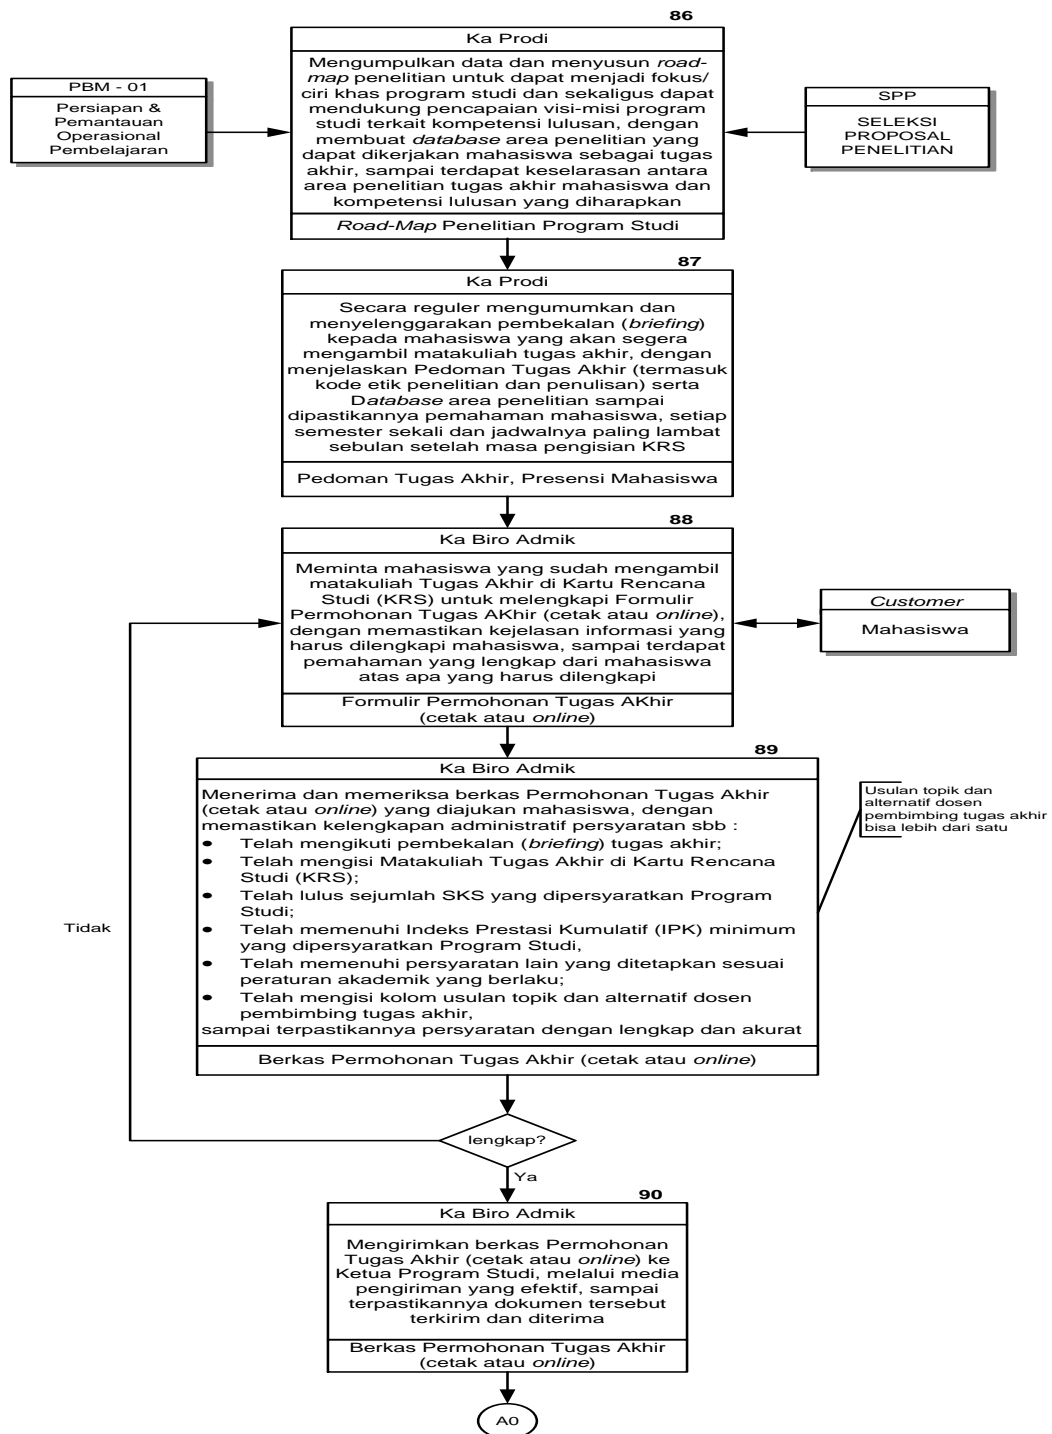 86
Ka Prodi
Mengumpulkan data dan menyusun road-
map penelitian untuk dapat menjadi fokus/
ciri khas program studi dan sekaligus dapat
mendukung pencapaian visi-misi program
studi terkait kompetensi lulusan, dengan
membuat database area penelitian yang
dapat dikerjakan mahasiswa sebagai tugas
akhir, sampai terdapat keselarasan antara
area penelitian tugas akhir mahasiswa dan
kompetensi lulusan yang diharapkan
Road-Map Penelitian Program Studi
PBM - 01
Persiapan &
Pemantauan
Operasional
Pembelajaran
SPP
SELEKSI
PROPOSAL
PENELITIAN
87
Ka Prodi
Secara reguler mengumumkan dan
menyelenggarakan pembekalan (briefing)
kepada mahasiswa yang akan segera
mengambil matakuliah tugas akhir, dengan
menjelaskan Pedoman Tugas Akhir (termasuk
kode etik penelitian dan penulisan) serta
Database area penelitian sampai
dipastikannya pemahaman mahasiswa, setiap
semester sekali dan jadwalnya paling lambat
sebulan setelah masa pengisian KRS
Pedoman Tugas Akhir, Presensi Mahasiswa
88
Ka Biro Admik
Meminta mahasiswa yang sudah mengambil
matakuliah Tugas Akhir di Kartu Rencana
Studi (KRS) untuk melengkapi Formulir
Permohonan Tugas AKhir (cetak atau online),
dengan memastikan kejelasan informasi yang
harus dilengkapi mahasiswa, sampai terdapat
pemahaman yang lengkap dari mahasiswa
atas apa yang harus dilengkapi
Formulir Permohonan Tugas AKhir
(cetak atau online)
Customer
Mahasiswa
89
Ka Biro Admik
Menerima dan memeriksa berkas Permohonan Tugas Akhir
(cetak atau online) yang diajukan mahasiswa, dengan
memastikan kelengkapan administratif persyaratan sbb :
● Telah mengikuti pembekalan (briefing) tugas akhir;
● Telah mengisi Matakuliah Tugas Akhir di Kartu Rencana
Studi (KRS);
● Telah lulus sejumlah SKS yang dipersyaratkan Program
Studi;
● Telah memenuhi Indeks Prestasi Kumulatif (IPK) minimum
yang dipersyaratkan Program Studi,
● Telah memenuhi persyaratan lain yang ditetapkan sesuai
peraturan akademik yang berlaku;
● Telah mengisi kolom usulan topik dan alternatif dosen
pembimbing tugas akhir,
sampai terpastikannya persyaratan dengan lengkap dan akurat
Berkas Permohonan Tugas Akhir (cetak atau online)
Usulan topik dan
alternatif dosen
pembimbing tugas akhir
bisa lebih dari satu
Tidak
lengkap?
Ya
90
Ka Biro Admik
Mengirimkan berkas Permohonan
Tugas Akhir (cetak atau online) ke
Ketua Program Studi, melalui media
pengiriman yang efektif, sampai
terpastikannya dokumen tersebut
terkirim dan diterima
Berkas Permohonan Tugas Akhir
(cetak atau online)
A0